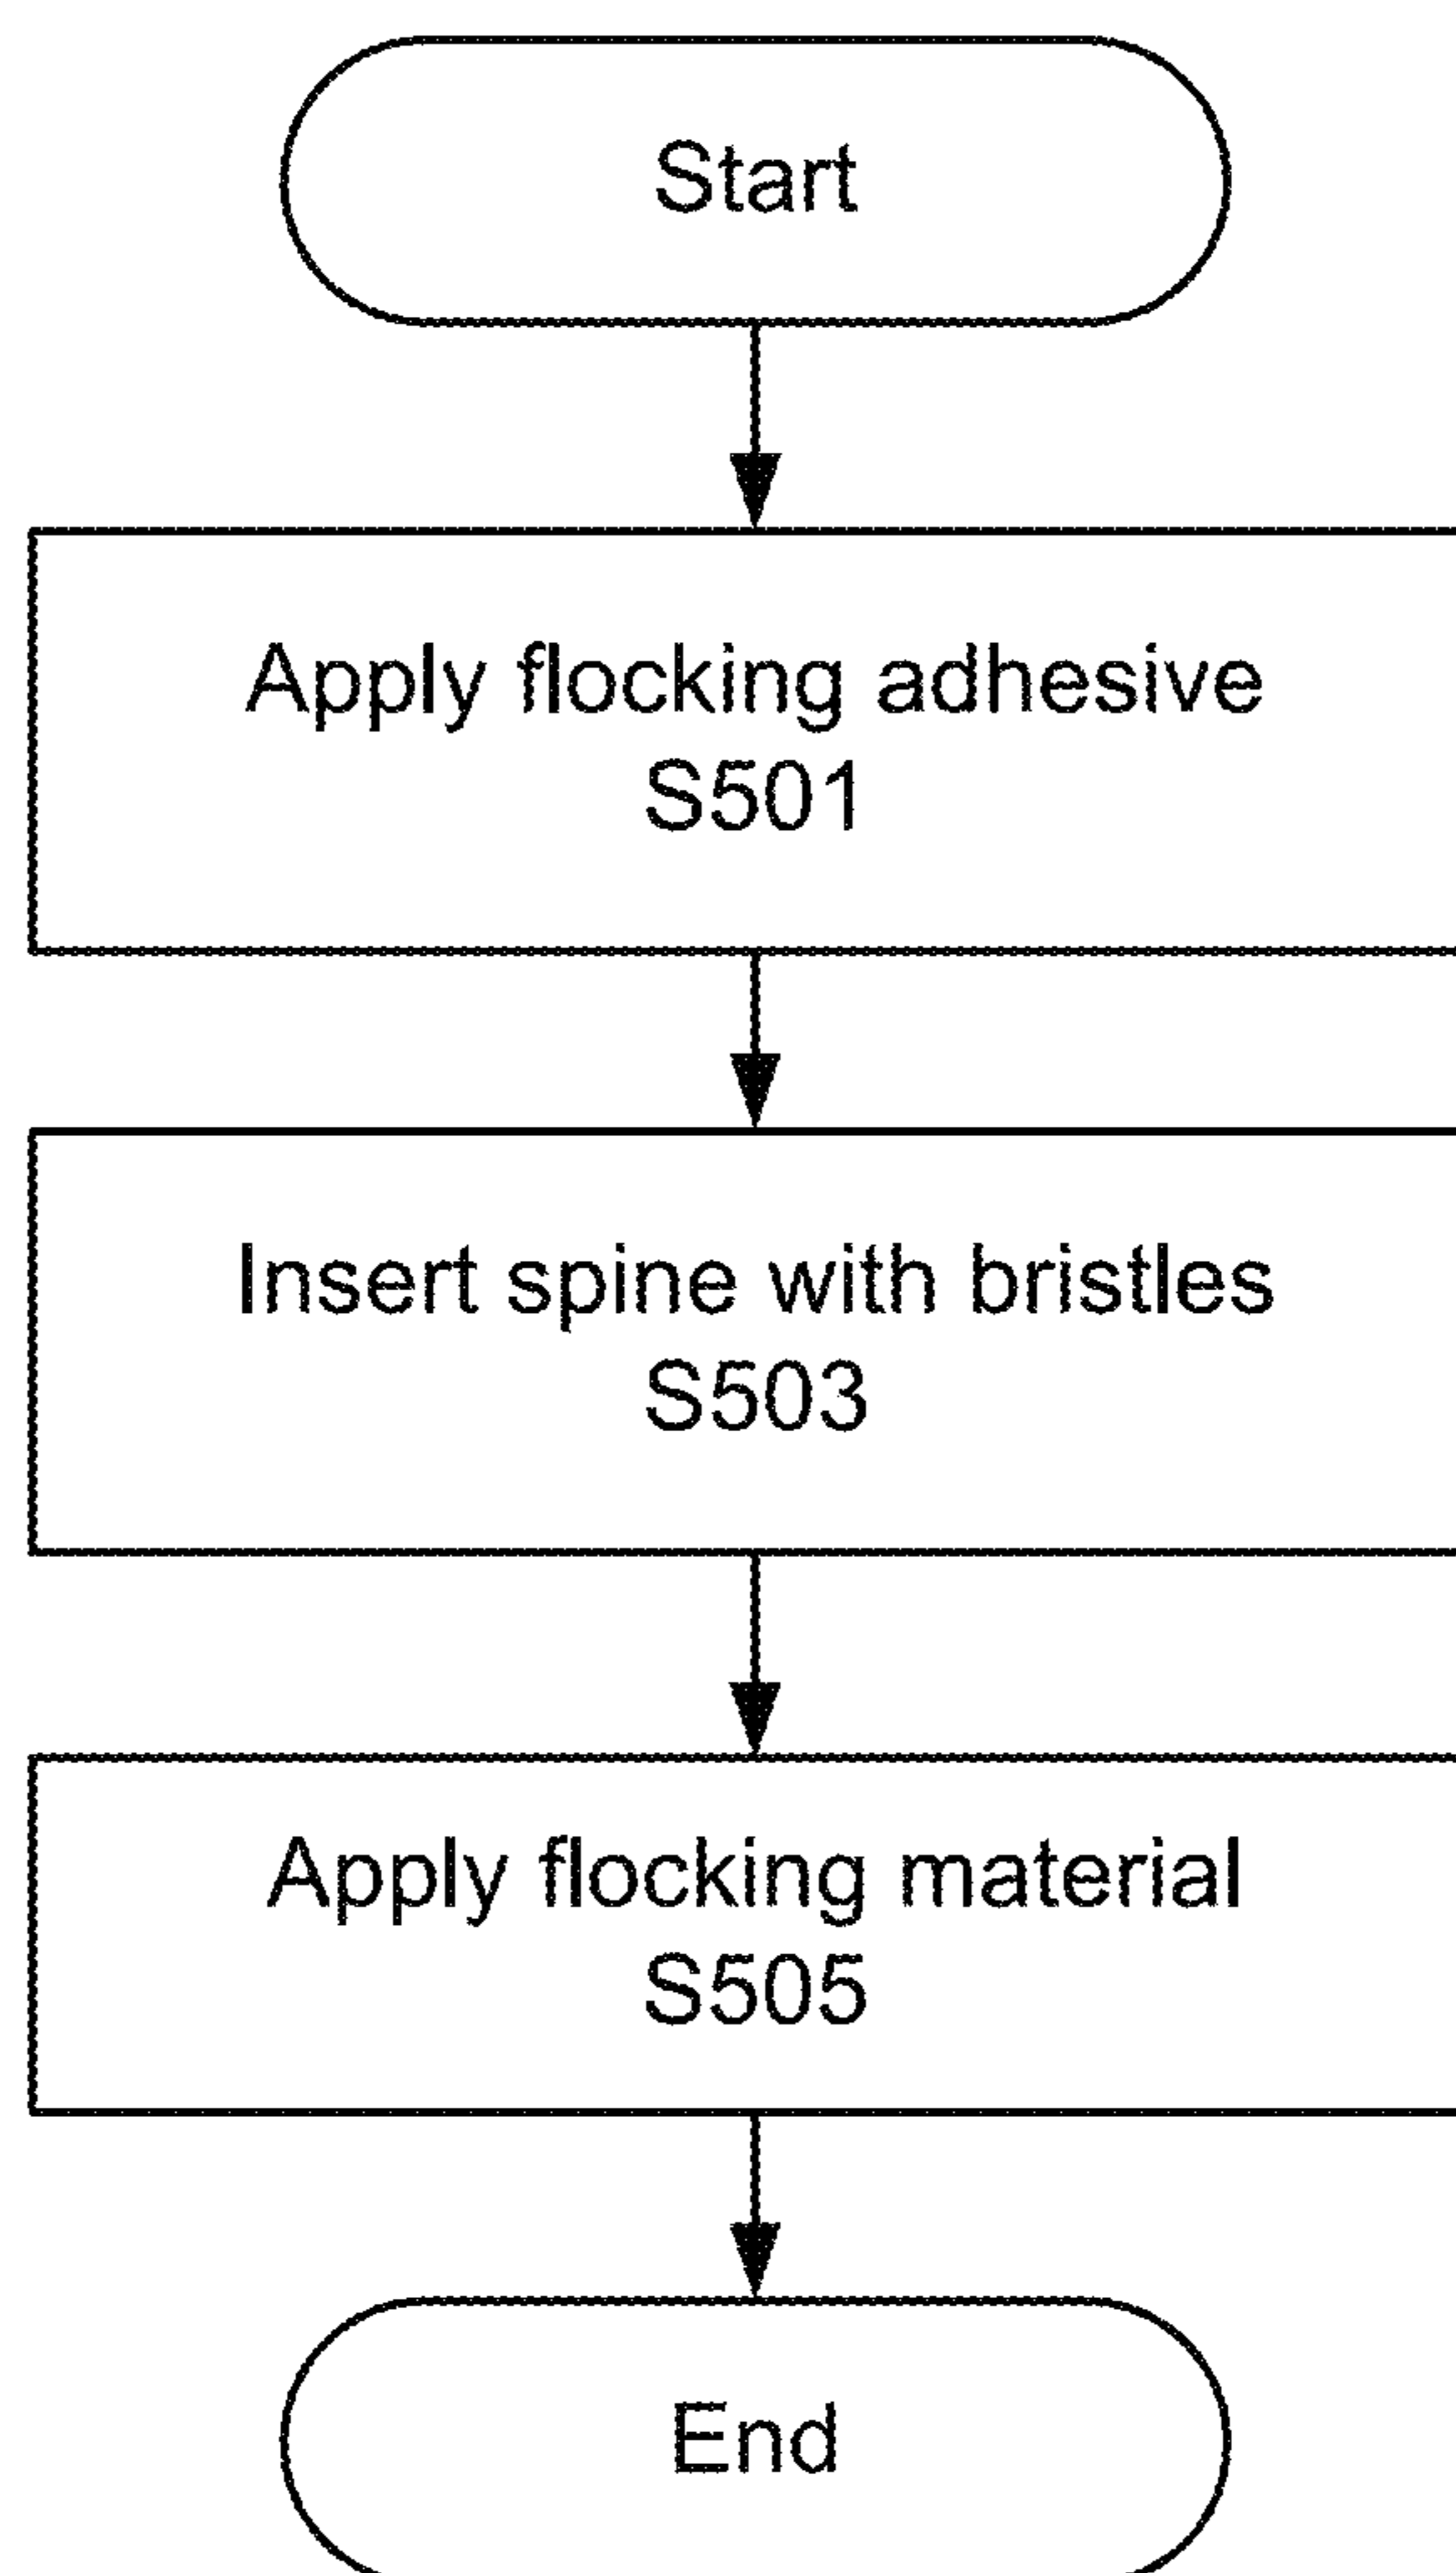 Start
Apply flocking adhesive
S501
Insert spine with bristles
S503
Apply flocking material
S505
End